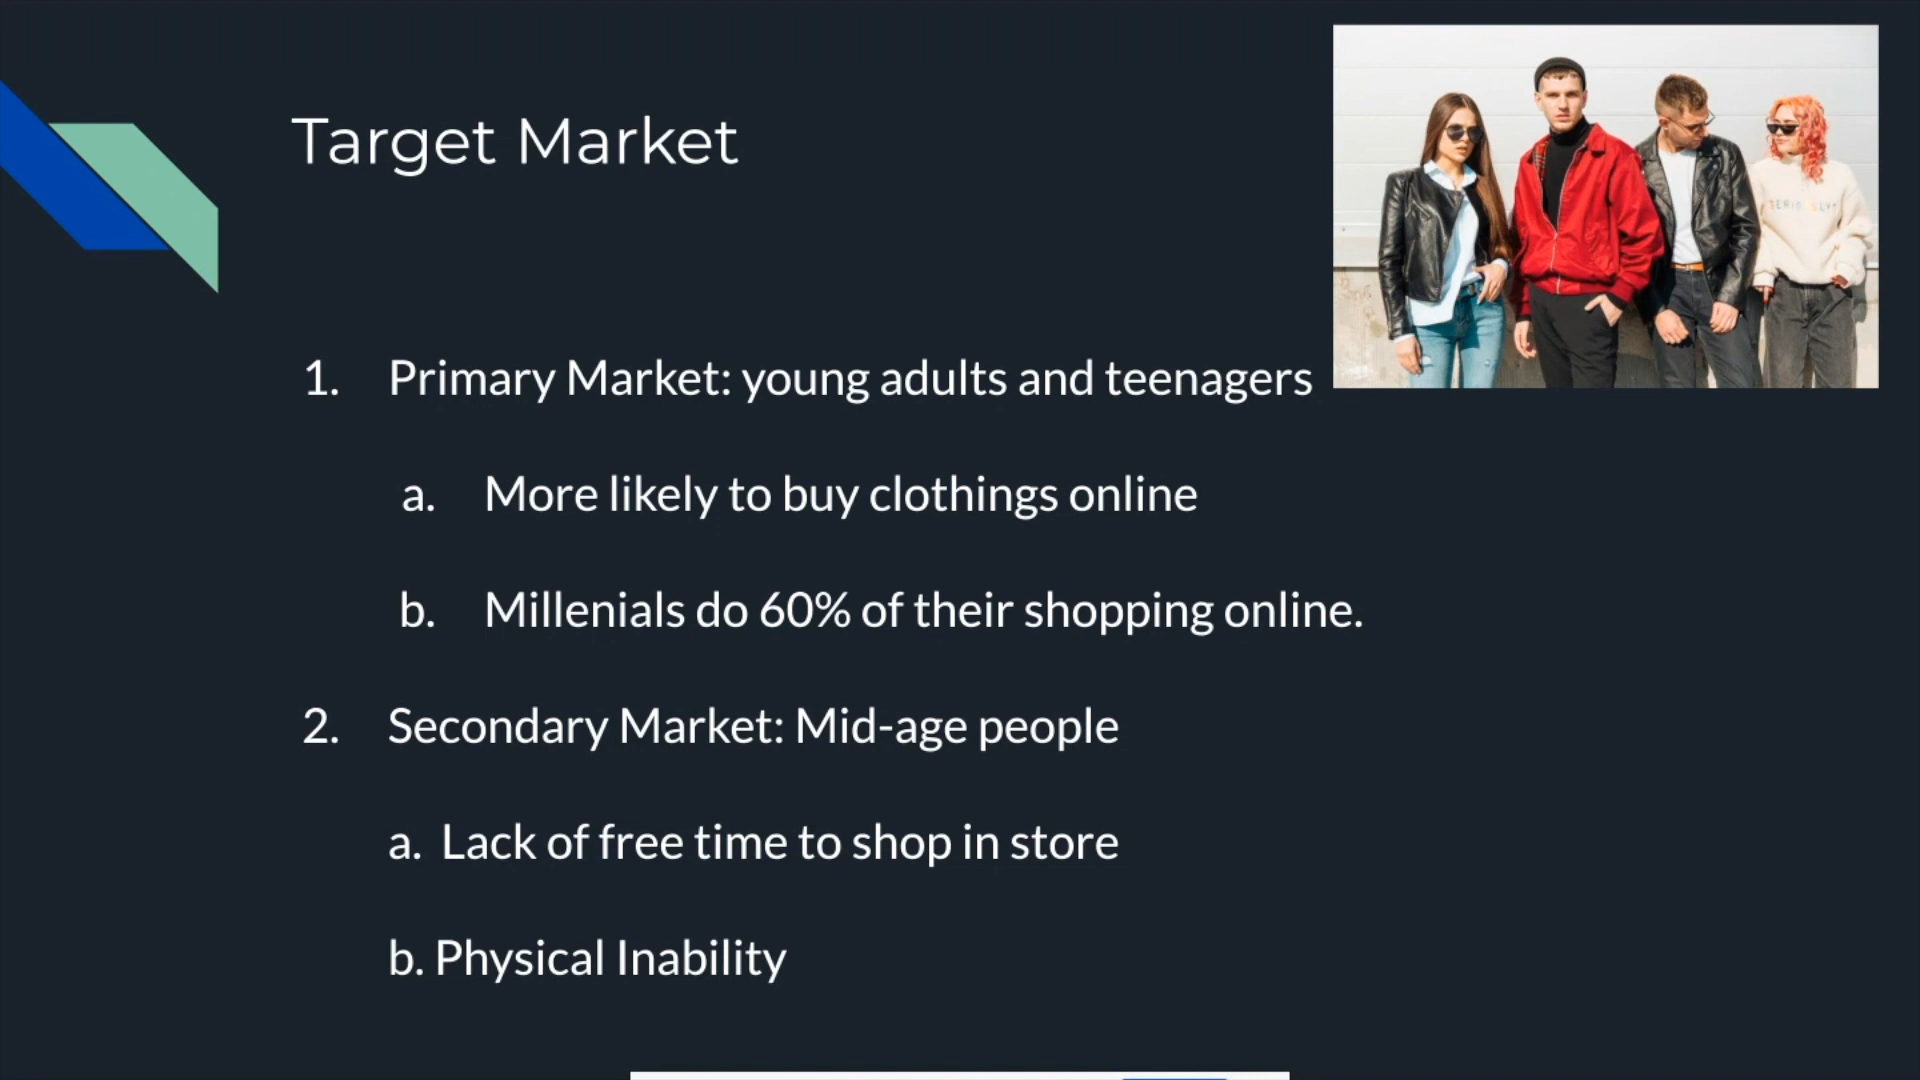 Target Market
1. Primary Market: young adults and teenagers
a. More likely to buy clothings online
b. Millenials do 60% of their shopping online.
2. Secondary Market: Mid-age people
a. Lack of free time to shop in store
b. Physical Inability